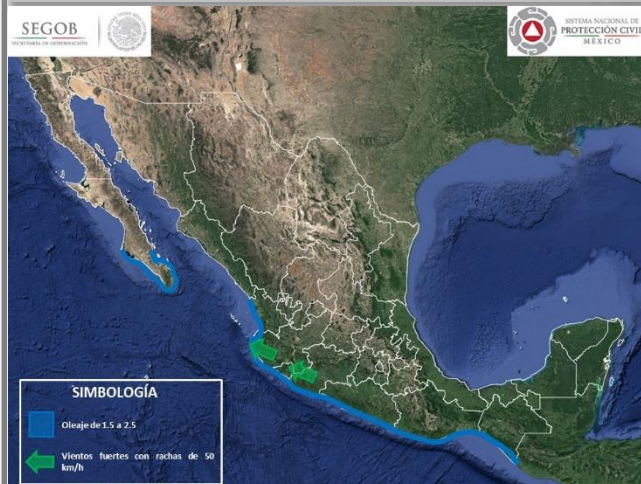 SEGOB
SECRETARÍA DE GOBERNACIÓN
SISTEMA NACIONAL DE
PROTECCIÓN CIVIL
MÉXICO
SIMBOLOGÍA
Oleaje de 1.5 a 2.5
Vientos fuertes con rachas de 50
km/h